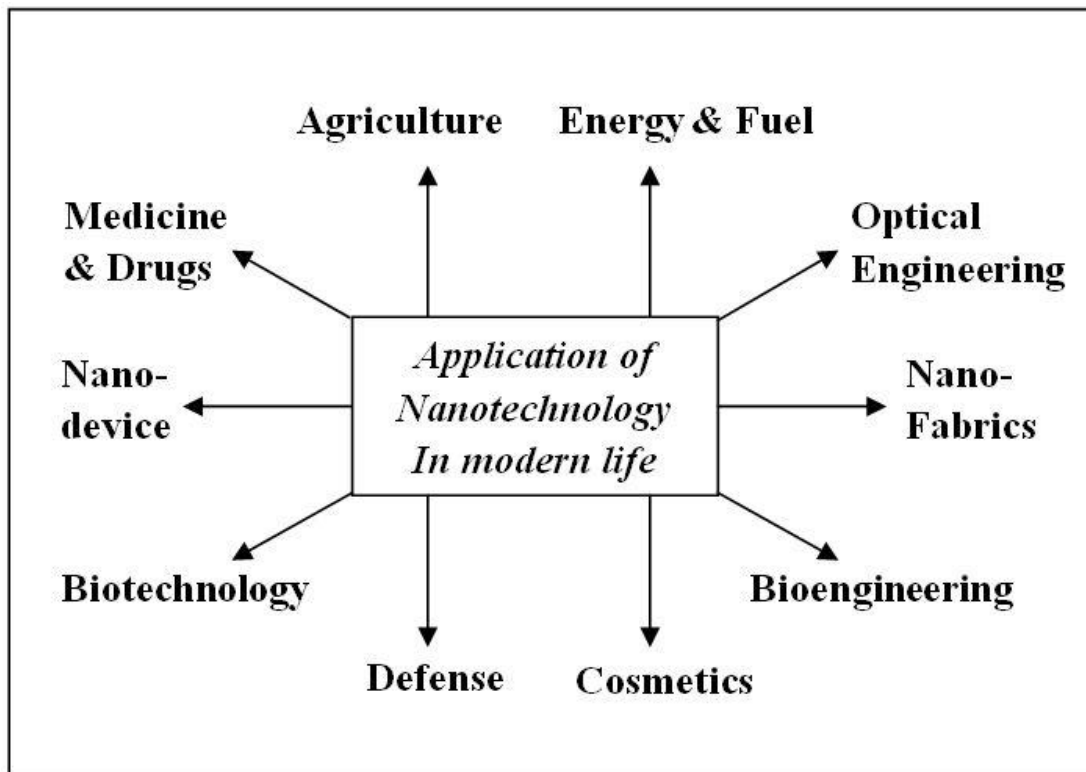 Agriculture
Energy & Fuel
Medicine
& Drugs
Optical
Engineering
Application of
Nanotechnology
In modern life
Nano-
device
Nano-
Fabrics
Biotechnology
Bioengineering
Defense
Cosmetics